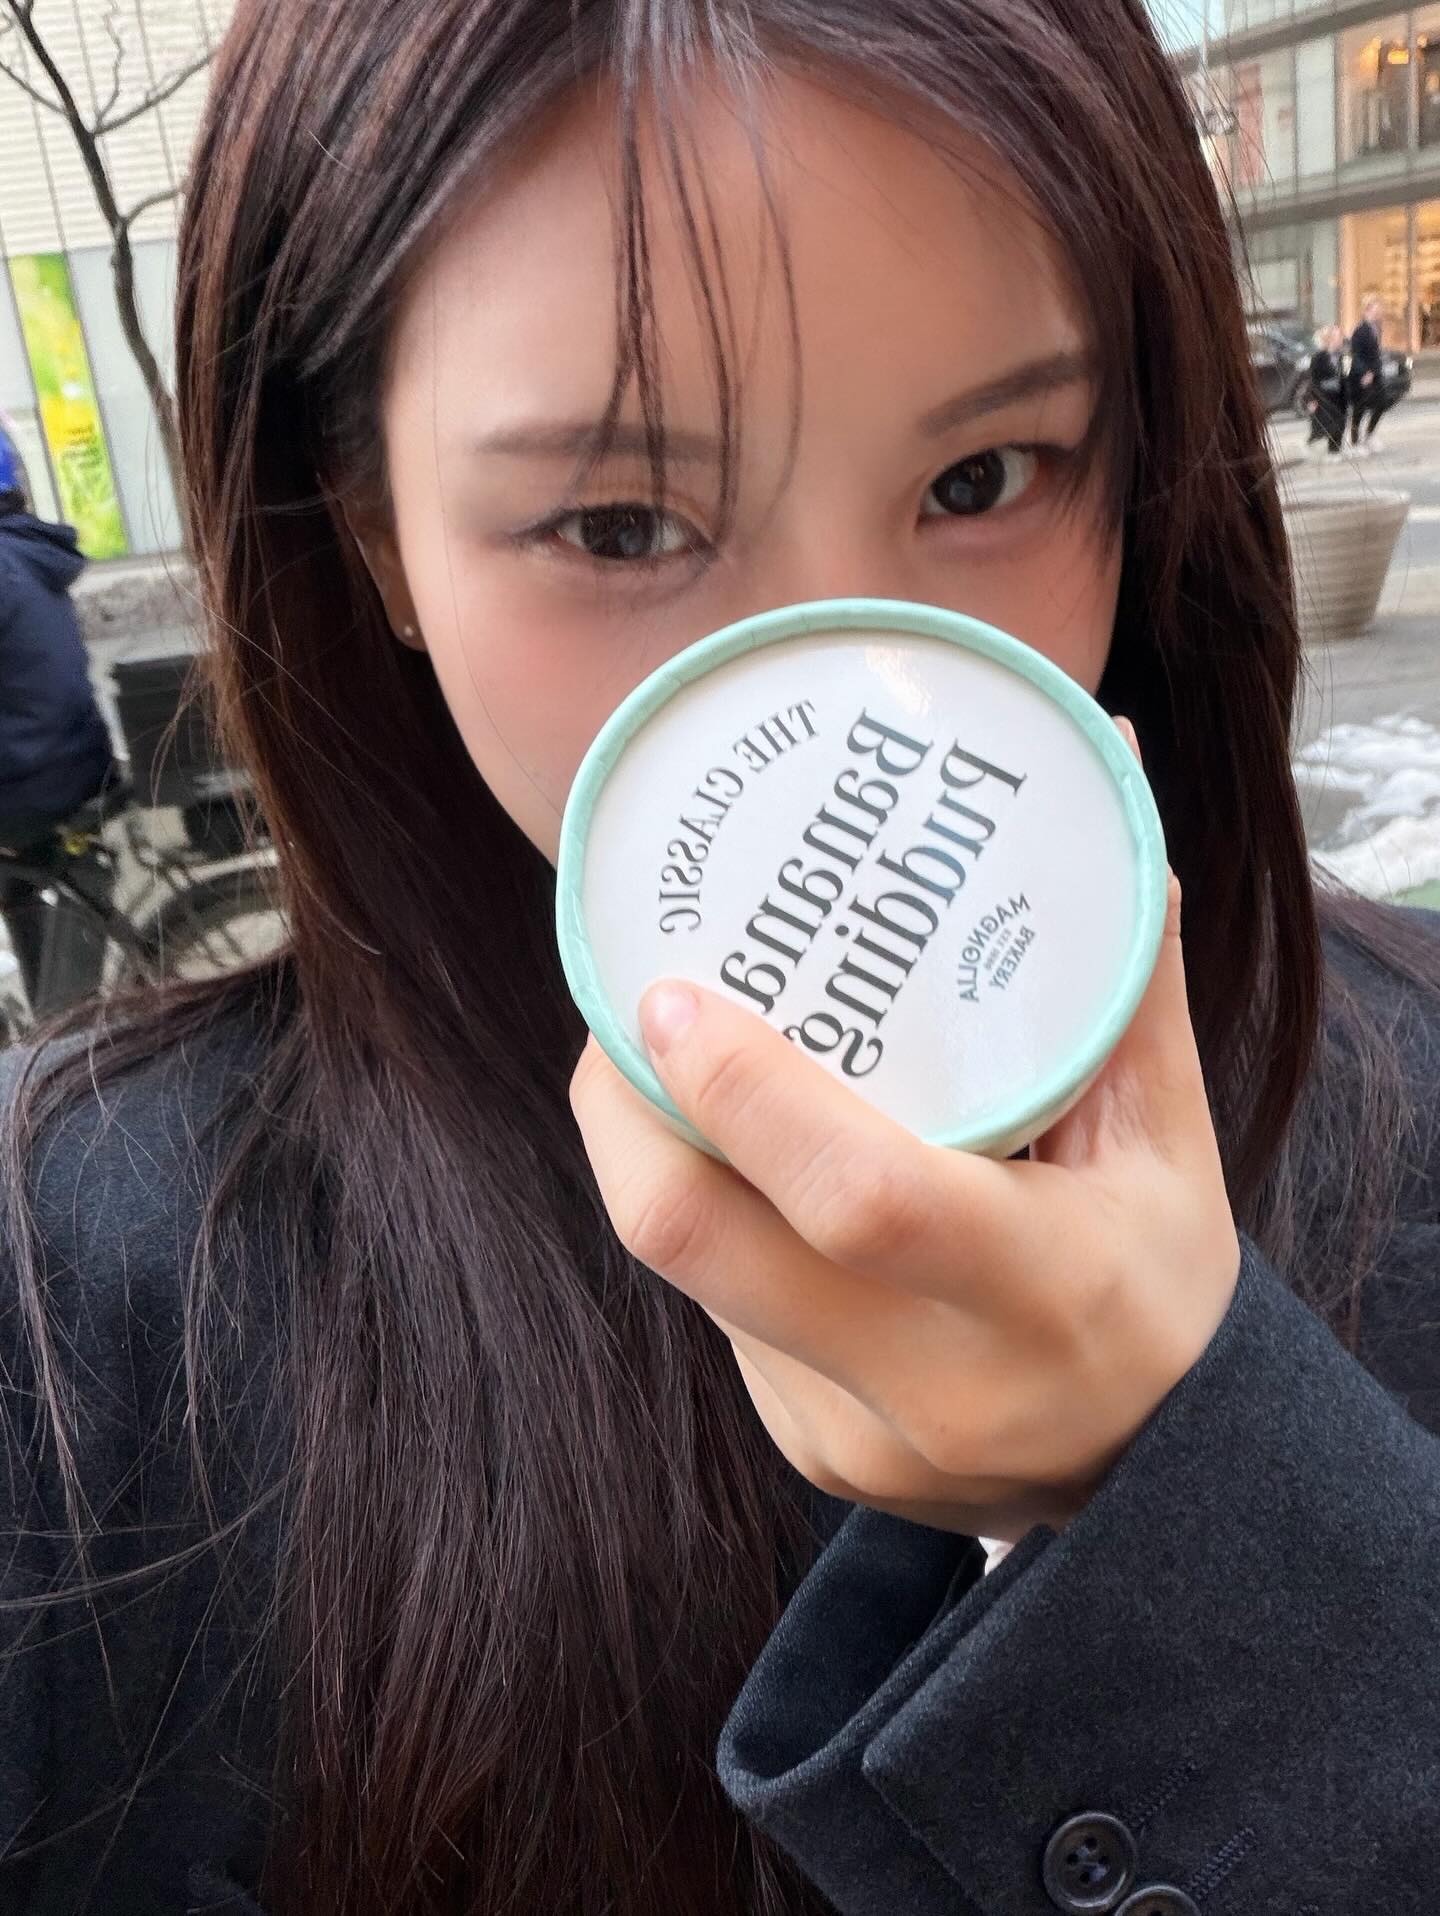 THE CLASSIC
Banana
Pudding
MAGNOLIA
BAKERY